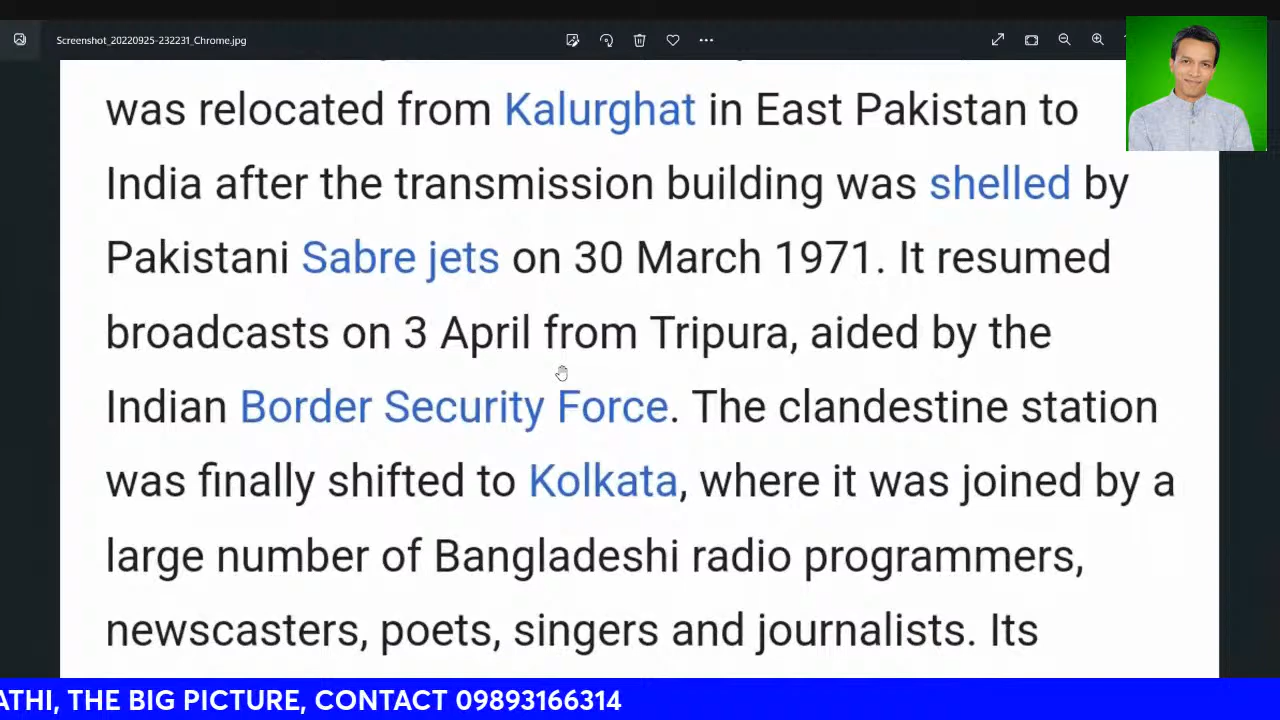 Screenshot_20220925-232231_Chrome.jpg
was relocated from Kalurghat in East Pakistan to
India after the transmission building was shelled by
Pakistani Sabre jets on 30 March 1971. It resumed
broadcasts on 3 April from Tripura, aided by the
Indian Border Security Force. The clandestine station
was finally shifted to Kolkata, where it was joined by a
large number of Bangladeshi radio programmers,
newscasters, poets, singers and journalists. Its
ATHI, THE BIG PICTURE, CONTACT 09893166314